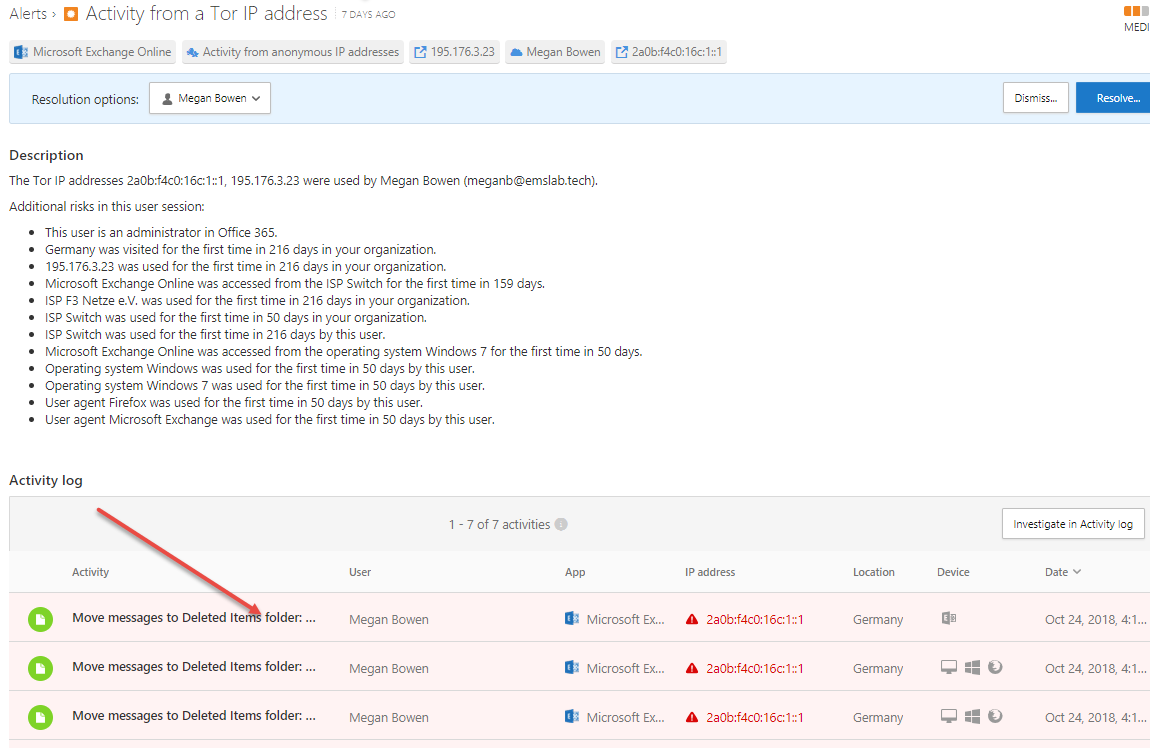 Alerts > Activity from a Tor IP address 7 DAYS AGO
MEDI
Microsoft Exchange Online Activity from anonymous IP addresses 195.176.3.23 Megan Bowen 2a0b:f4c0:16c:1::1
Resolution options: Megan Bowen Dismiss... Resolve...
Description
The Tor IP addresses 2a0b:f4c0:16c:1::1, 195.176.3.23 were used by Megan Bowen (meganb@emslab.tech).
Additional risks in this user session:
• This user is an administrator in Office 365.
• Germany was visited for the first time in 216 days in your organization.
• 195.176.3.23 was used for the first time in 216 days in your organization.
• Microsoft Exchange Online was accessed from the ISP Switch for the first time in 159 days.
• ISP F3 Netze e.V. was used for the first time in 216 days in your organization.
• ISP Switch was used for the first time in 50 days in your organization.
• ISP Switch was used for the first time in 216 days by this user.
• Microsoft Exchange Online was accessed from the operating system Windows 7 for the first time in 50 days.
• Operating system Windows was used for the first time in 50 days by this user.
• Operating system Windows 7 was used for the first time in 50 days by this user.
• User agent Firefox was used for the first time in 50 days by this user.
• User agent Microsoft Exchange was used for the first time in 50 days by this user.
Activity log
1 - 7 of 7 activities Investigate in Activity log
Activity User App IP address Location Device Date
Move messages to Deleted Items folder: ... Megan Bowen Microsoft Ex... 2a0b:f4c0:16c:1::1 Germany Oct 24, 2018, 4:1...
Move messages to Deleted Items folder: ... Megan Bowen Microsoft Ex... 2a0b:f4c0:16c:1::1 Germany Oct 24, 2018, 4:1...
Move messages to Deleted Items folder: ... Megan Bowen Microsoft Ex... 2a0b:f4c0:16c:1::1 Germany Oct 24, 2018, 4:1...